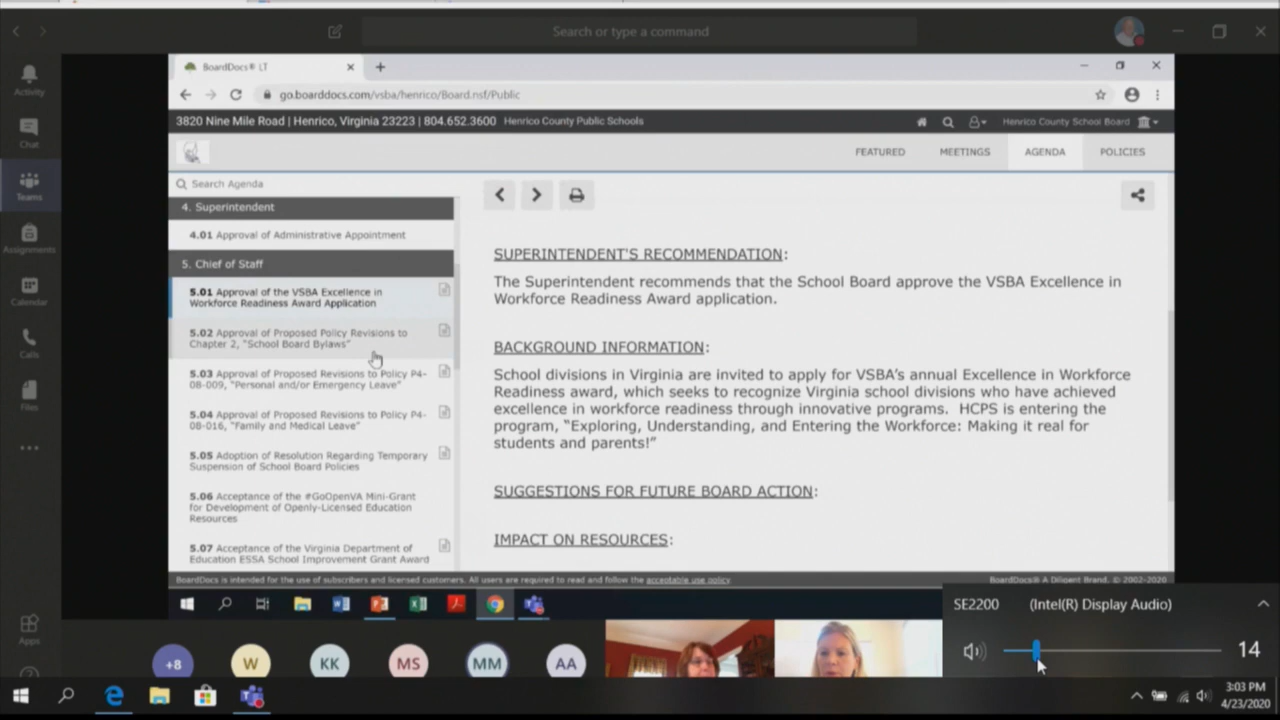 Search or type a command
BoardDocs® LT
go.boarddocs.com/vsba/henrico/Board.nsf/Public
3820 Nine Mile Road | Henrico, Virginia 23223 | 804.652.3600 Henrico County Public Schools
Henrico County School Board
FEATURED MEETINGS AGENDA POLICIES
Search Agenda
4. Superintendent
4.01 Approval of Administrative Appointment
5. Chief of Staff
5.01 Approval of the VSBA Excellence in
Workforce Readiness Award Application
5.02 Approval of Proposed Policy Revisions to
Chapter 2, "School Board Bylaws"
5.03 Approval of Proposed Revisions to Policy P4-
08-009, "Personal and/or Emergency Leave"
5.04 Approval of Proposed Revisions to Policy P4-
08-016, "Family and Medical Leave"
5.05 Adoption of Resolution Regarding Temporary
Suspension of School Board Policies
5.06 Acceptance of the #GoOpenVA Mini-Grant
for Development of Openly-Licensed Education
Resources
5.07 Acceptance of the Virginia Department of
Education ESSA School Improvement Grant Award
SUPERINTENDENT'S RECOMMENDATION:
The Superintendent recommends that the School Board approve the VSBA Excellence in
Workforce Readiness Award application.
BACKGROUND INFORMATION:
School divisions in Virginia are invited to apply for VSBA's annual Excellence in Workforce
Readiness award, which seeks to recognize Virginia school divisions who have achieved
excellence in workforce readiness through innovative programs. HCPS is entering the
program, "Exploring, Understanding, and Entering the Workforce: Making it real for
students and parents!"
SUGGESTIONS FOR FUTURE BOARD ACTION:
IMPACT ON RESOURCES:
BoardDocs is intended for the use of subscribers and licensed customers. All users are required to read and follow the acceptable use policy
BoardDocs® A Diligent Brand. © 2002-2020
Activity
Chat
Teams
Assignments
Calendar
Calls
Files
Apps
+8 W KK MS MM AA
SE2200 (Intel(R) Display Audio)
14
3:03 PM
4/23/2020